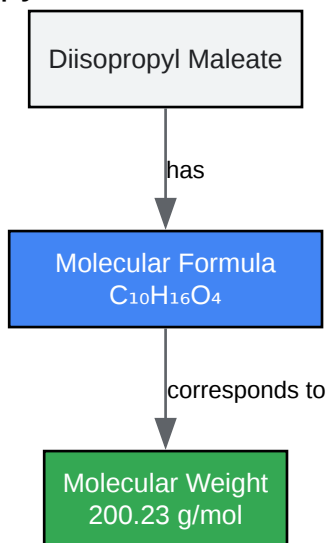 Diisopropyl Maleate
has
Molecular Formula
C₁₀H₁₆O₄
corresponds to
Molecular Weight
200.23 g/mol